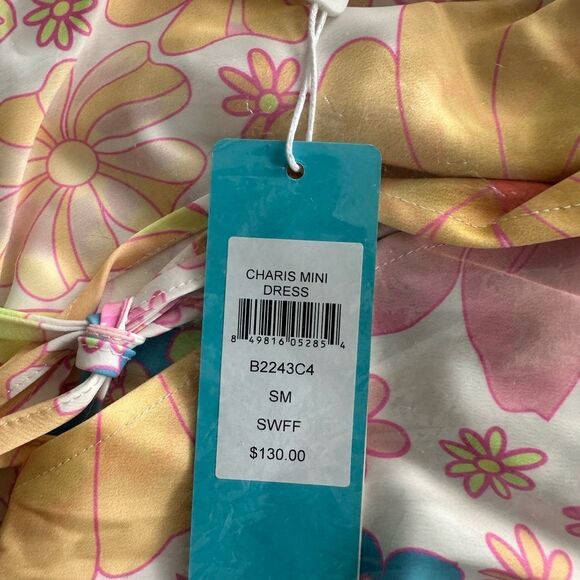 CHARIS MINI
DRESS
8 49816 05285 4
B2243C4
SM
SWFF
$130.00